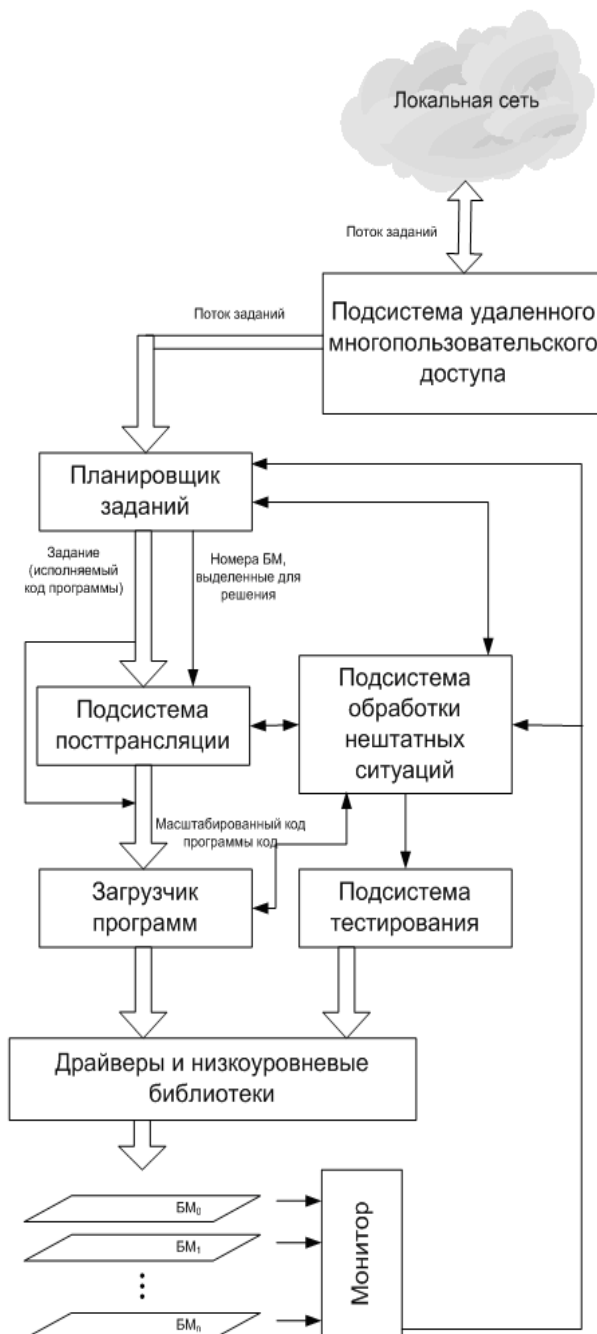 Локальная сеть
Поток заданий
Подсистема удаленного
многопользовательского
доступа
Поток заданий
Планировщик
заданий
Задание
(исполняемый
код программы)
Номера БМ,
выделенные для
решения
Подсистема
посттрансляции
Подсистема
обработки
нештатных
ситуаций
Масштабированный код
программы код
Загрузчик
программ
Подсистема
тестирования
Драйверы и низкоуровневые
библиотеки
БМ₀
БМ₁
⋮
БМₙ
Монитор